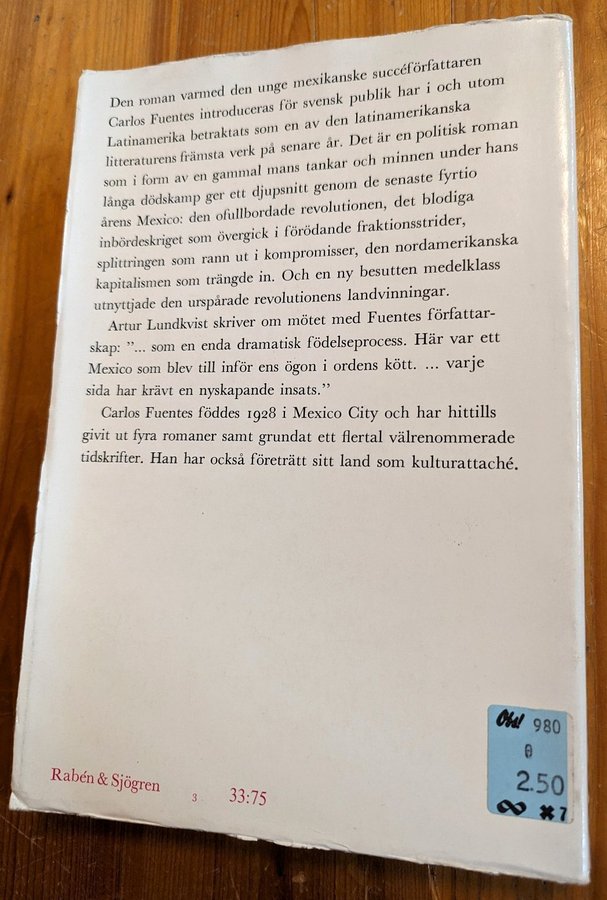 Den roman varmed den unge mexikanske succéförfattaren
Carlos Fuentes introduceras för svensk publik har i och utom
Latinamerika betraktats som en av den latinamerikanska
litteraturens främsta verk på senare år. Det är en politisk roman
som i form av en gammal mans tankar och minnen under hans
långa dödskamp ger ett djupsnitt genom de senaste fyrtio
årens Mexico: den ofullbordade revolutionen, det blodiga
inbördeskriget som övergick i förödande fraktionsstrider,
splittringen som rann ut i kompromisser, den nordamerikanska
kapitalismen som trängde in. Och en ny besutten medelklass
utnyttjade den urspårade revolutionens landvinningar.
Artur Lundkvist skriver om mötet med Fuentes författar-
skap: ”... som en enda dramatisk födelseprocess. Här var ett
Mexico som blev till inför ens ögon i ordens kött. ... varje
sida har krävt en nyskapande insats.”
Carlos Fuentes föddes 1928 i Mexico City och har hittills
givit ut fyra romaner samt grundat ett flertal välrenommerade
tidskrifter. Han har också företrätt sitt land som kulturattaché.
Obs! 980
0
2.50
∞ ✖7
Rabén & Sjögren 3 33:75